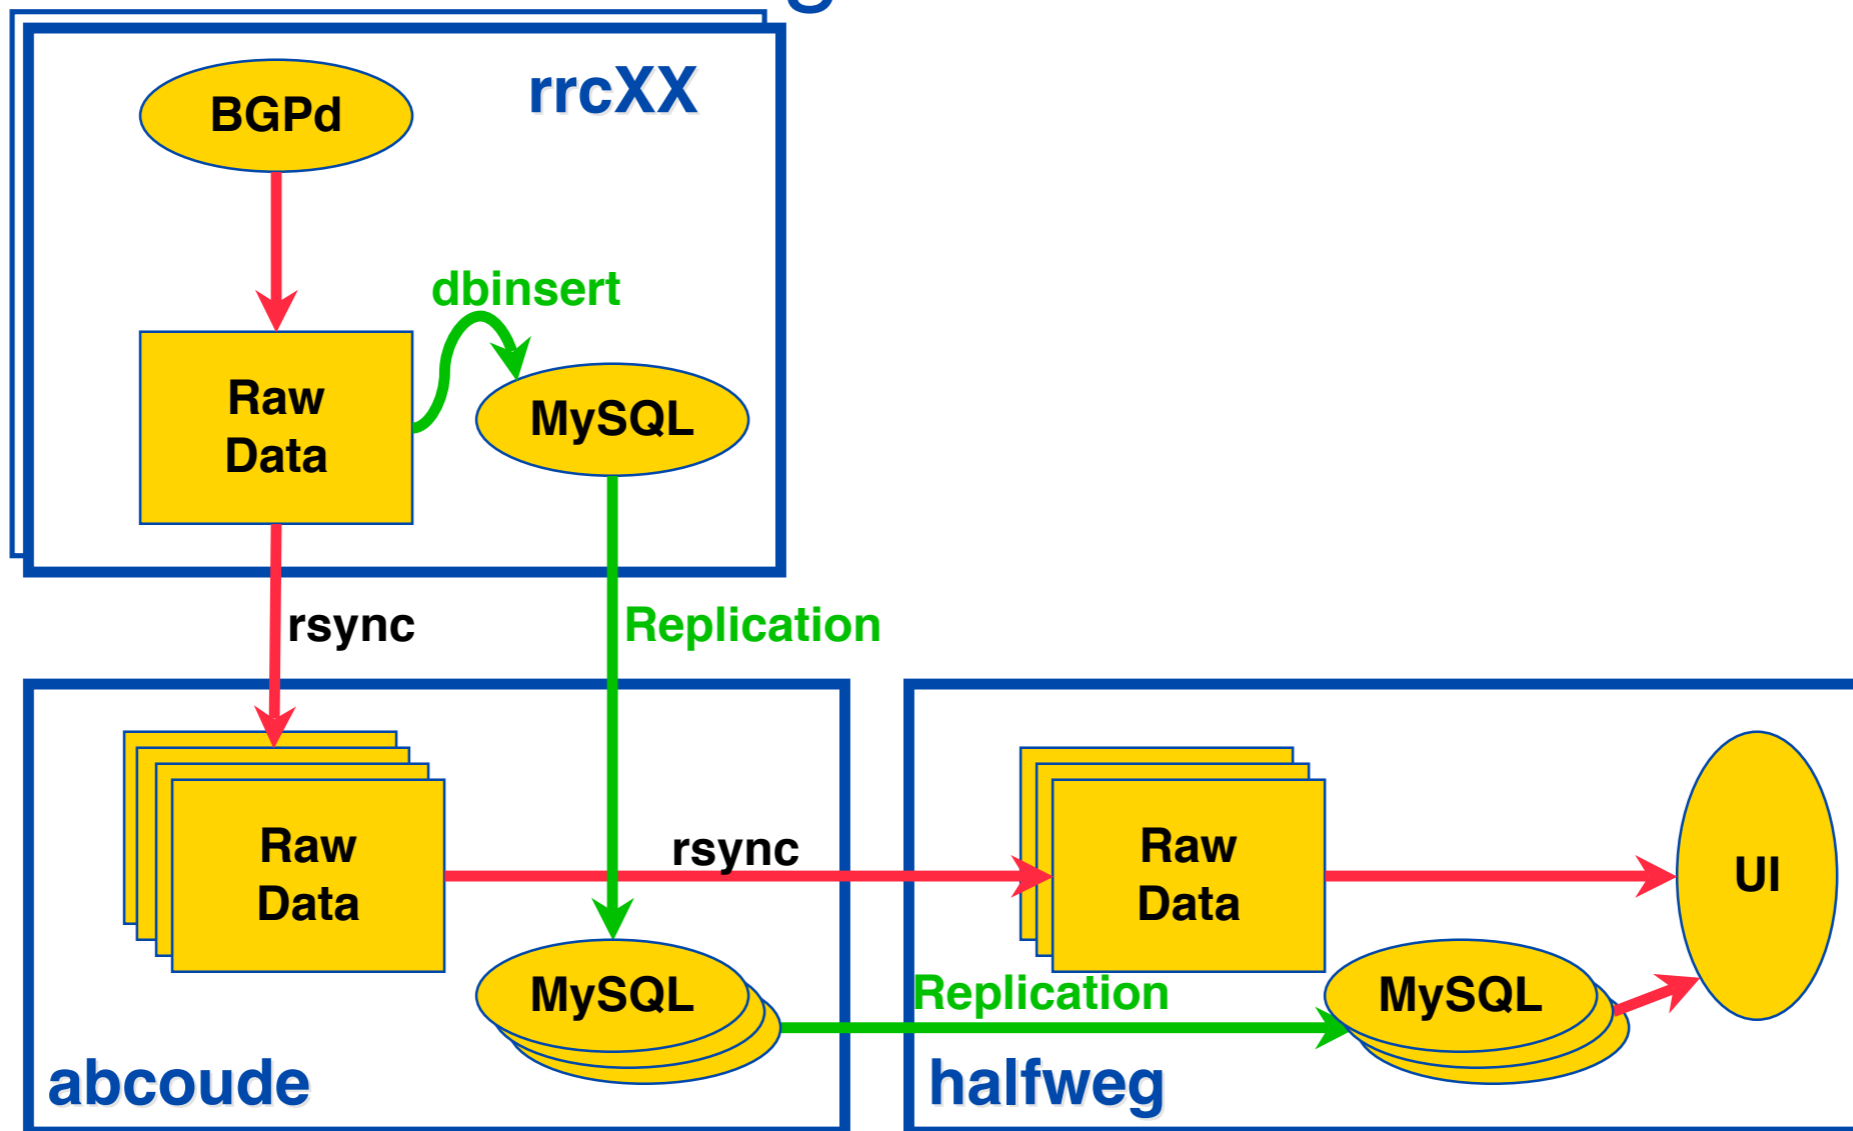 rrcXX
BGPd
dbinsert
Raw
Data
MySQL
rsync
Replication
Raw
Data
rsync
Raw
Data
UI
MySQL
Replication
MySQL
abcoude
halfweg